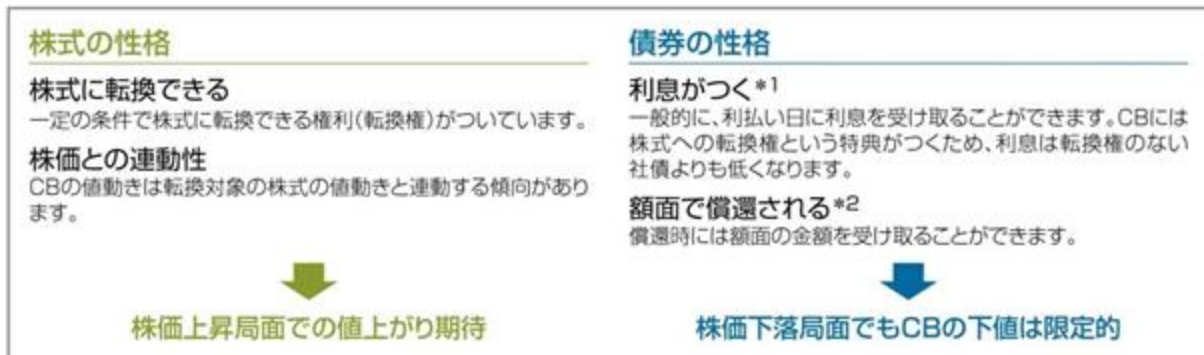 株式の性格
株式に転換できる
一定の条件で株式に転換できる権利(転換権)がついています。
株価との連動性
CBの値動きは転換対象の株式の値動きと連動する傾向があり
ます。
株価上昇局面での値上がり期待
債券の性格
利息がつく*1
一般的に、利払い日に利息を受け取ることができます。CBには
株式への転換権という特典がつくため、利息は転換権のない
社債よりも低くなります。
額面で償還される*2
償還時には額面の金額を受け取ることができます。
株価下落局面でもCBの下値は限定的